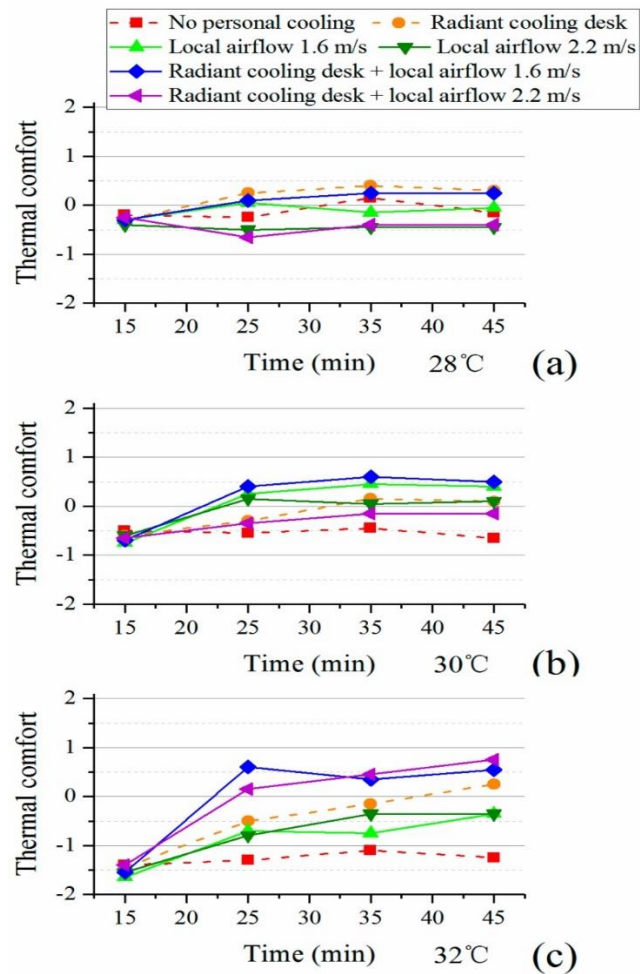 No personal cooling Radiant cooling desk
Local airflow 1.6 m/s Local airflow 2.2 m/s
Radiant cooling desk + local airflow 1.6 m/s
Radiant cooling desk + local airflow 2.2 m/s
Thermal comfort
2
1
0
-1
-2
15 20 25 30 35 40 45
Time (min) 28℃ (a)
Thermal comfort
2
1
0
-1
-2
15 20 25 30 35 40 45
Time (min) 30℃ (b)
Thermal comfort
2
1
0
-1
-2
15 20 25 30 35 40 45
Time (min) 32℃ (c)